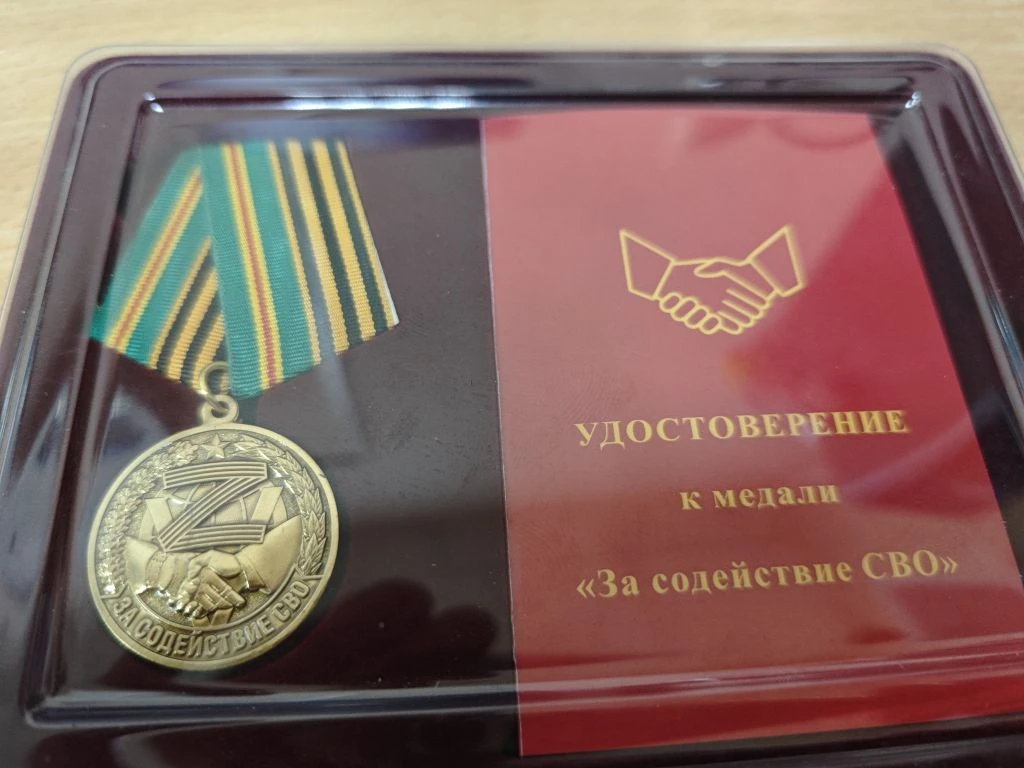 Z
ЗА СОДЕЙСТВИЕ СВО
УДОСТОВЕРЕНИЕ
к медали
«За содействие СВО»